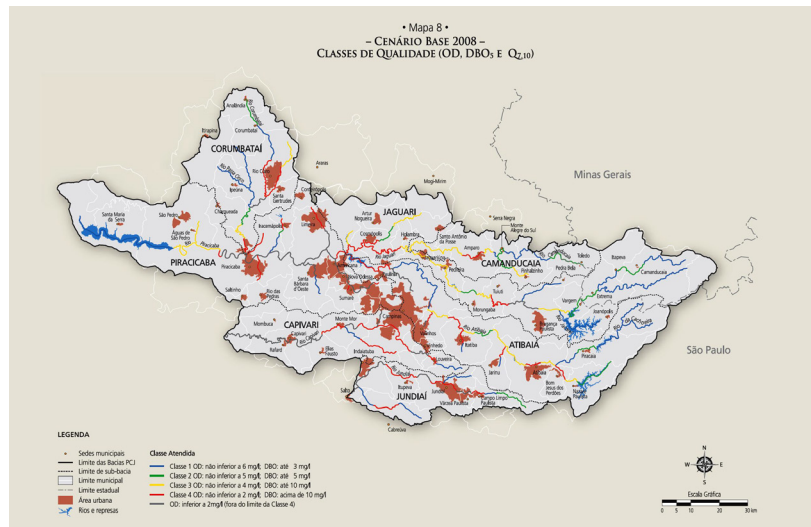 • Mapa 8 •
– Cenário Base 2008 –
Classes de Qualidade (OD, DBO5 e Q7,10)
Minas Gerais
São Paulo
Analândia
Corumbataí
Itirapina
CORUMBATAÍ
Rio Claro
Ipeúna
Santa Gertrudes
Cordeirópolis
Araras
Mogi-Mirim
Santa Maria da Serra
São Pedro
Charqueada
Águas de São Pedro
Iracemápolis
Limeira
PIRACICABA
Piracicaba
Saltinho
Rio das Pedras
Santa Bárbara d'Oeste
Americana
Nova Odessa
Sumaré
JAGUARI
Artur Nogueira
Cosmópolis
Holambra
Santo Antônio da Posse
Serra Negra
Monte Alegre do Sul
Amparo
Pedreira
CAMANDUCAIA
Pinhalzinho
Pedra Bela
Toledo
Itapeva
Camanducaia
Extrema
Vargem
Joanópolis
Tuiuti
Morungaba
Bragança Paulista
ATIBAIA
Piracaia
Bom Jesus dos Perdões
Nazaré Paulista
Atibaia
Jarinu
Itatiba
Valinhos
Vinhedo
Louveira
Campinas
Monte Mor
CAPIVARI
Capivari
Mombuca
Rafard
Elias Fausto
Indaiatuba
Salto
Itupeva
JUNDIAÍ
Jundiaí
Várzea Paulista
Campo Limpo Paulista
Cabreúva
LEGENDA
Sedes municipais
Limite das Bacias PCJ
Limite de sub-bacia
Limite municipal
Limite estadual
Área urbana
Rios e represas
Classe Atendida
Classe 1 OD: não inferior a 6 mg/l; DBO: até 3 mg/l
Classe 2 OD: não inferior a 5 mg/l; DBO: até 5 mg/l
Classe 3 OD: não inferior a 4 mg/l; DBO: até 10 mg/l
Classe 4 OD: não inferior a 2 mg/l; DBO: acima de 10 mg/l
OD: inferior a 2mg/l (fora do limite da Classe 4)
N
W
E
S
Escala Gráfica
0 5 10 20 30 km